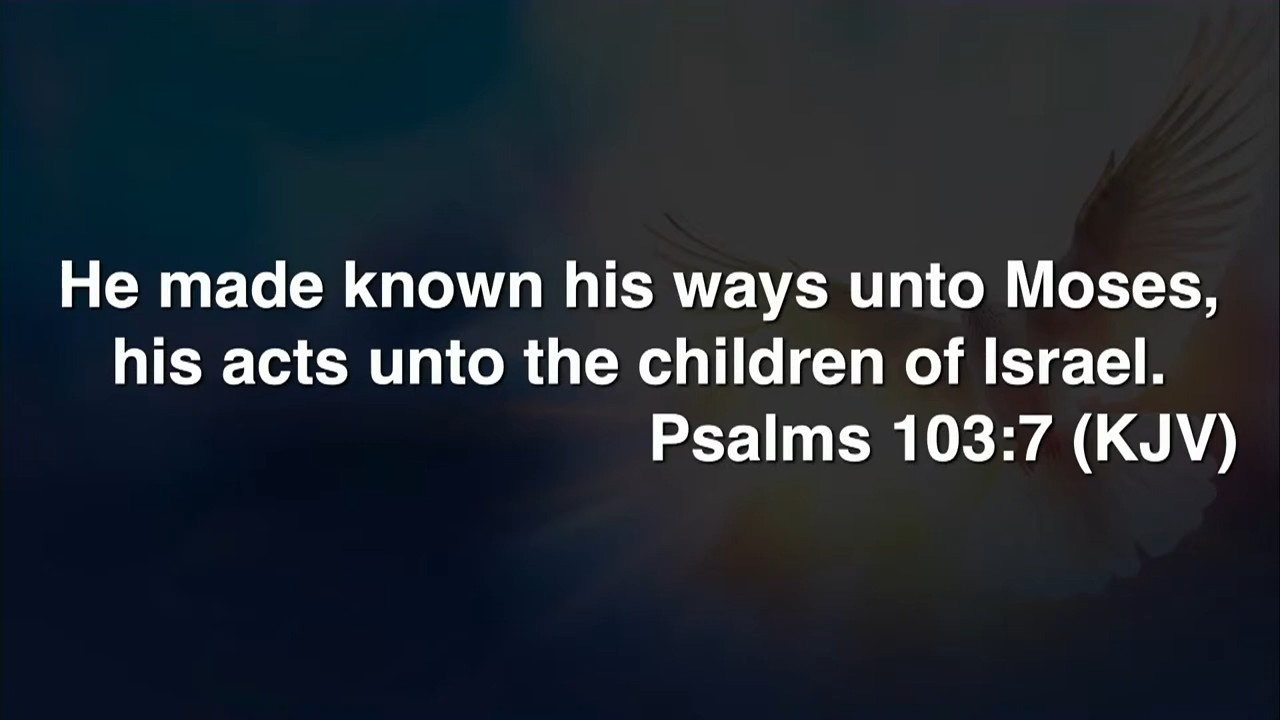 He made known his ways unto Moses,
his acts unto the children of Israel.
Psalms 103:7 (KJV)